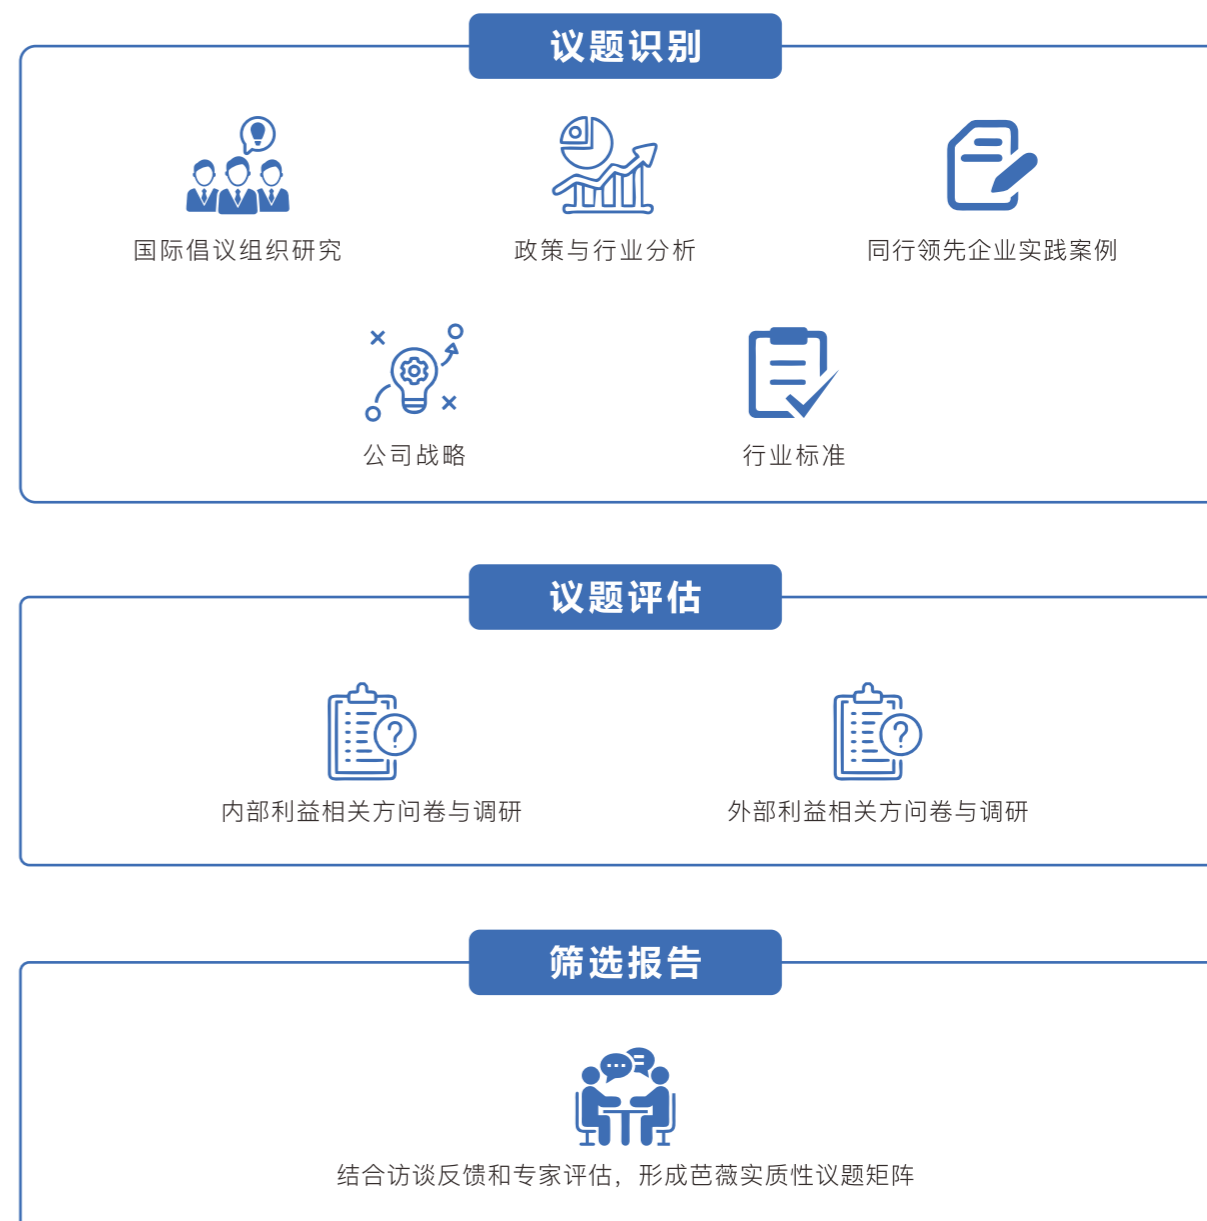 议题识别
国际倡议组织研究
政策与行业分析
同行领先企业实践案例
公司战略
行业标准
议题评估
内部利益相关方问卷与调研
外部利益相关方问卷与调研
筛选报告
结合访谈反馈和专家评估，形成芭薇实质性议题矩阵